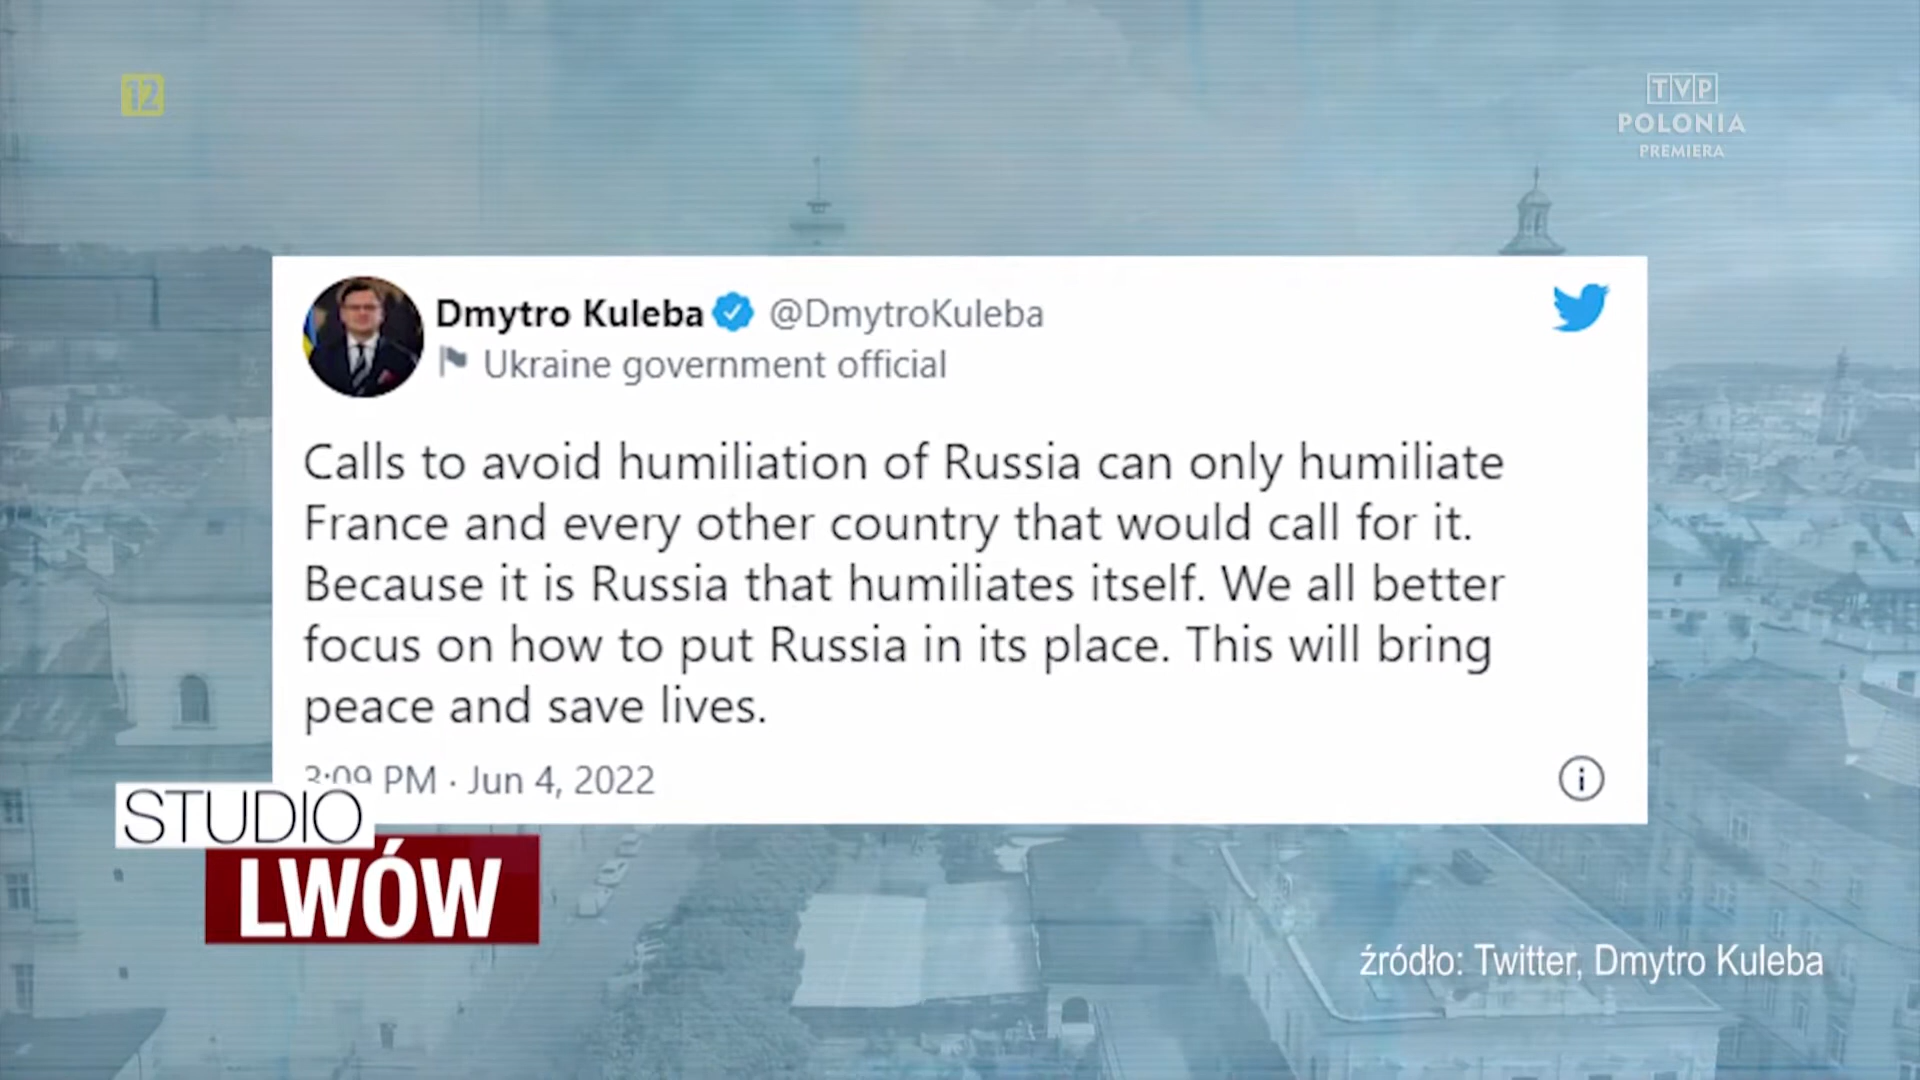 12
TVP
POLONIA
PREMIERA
Dmytro Kuleba @DmytroKuleba
Ukraine government official
Calls to avoid humiliation of Russia can only humiliate
France and every other country that would call for it.
Because it is Russia that humiliates itself. We all better
focus on how to put Russia in its place. This will bring
peace and save lives.
3:09 PM · Jun 4, 2022
STUDIO
LWÓW
źródło: Twitter, Dmytro Kuleba